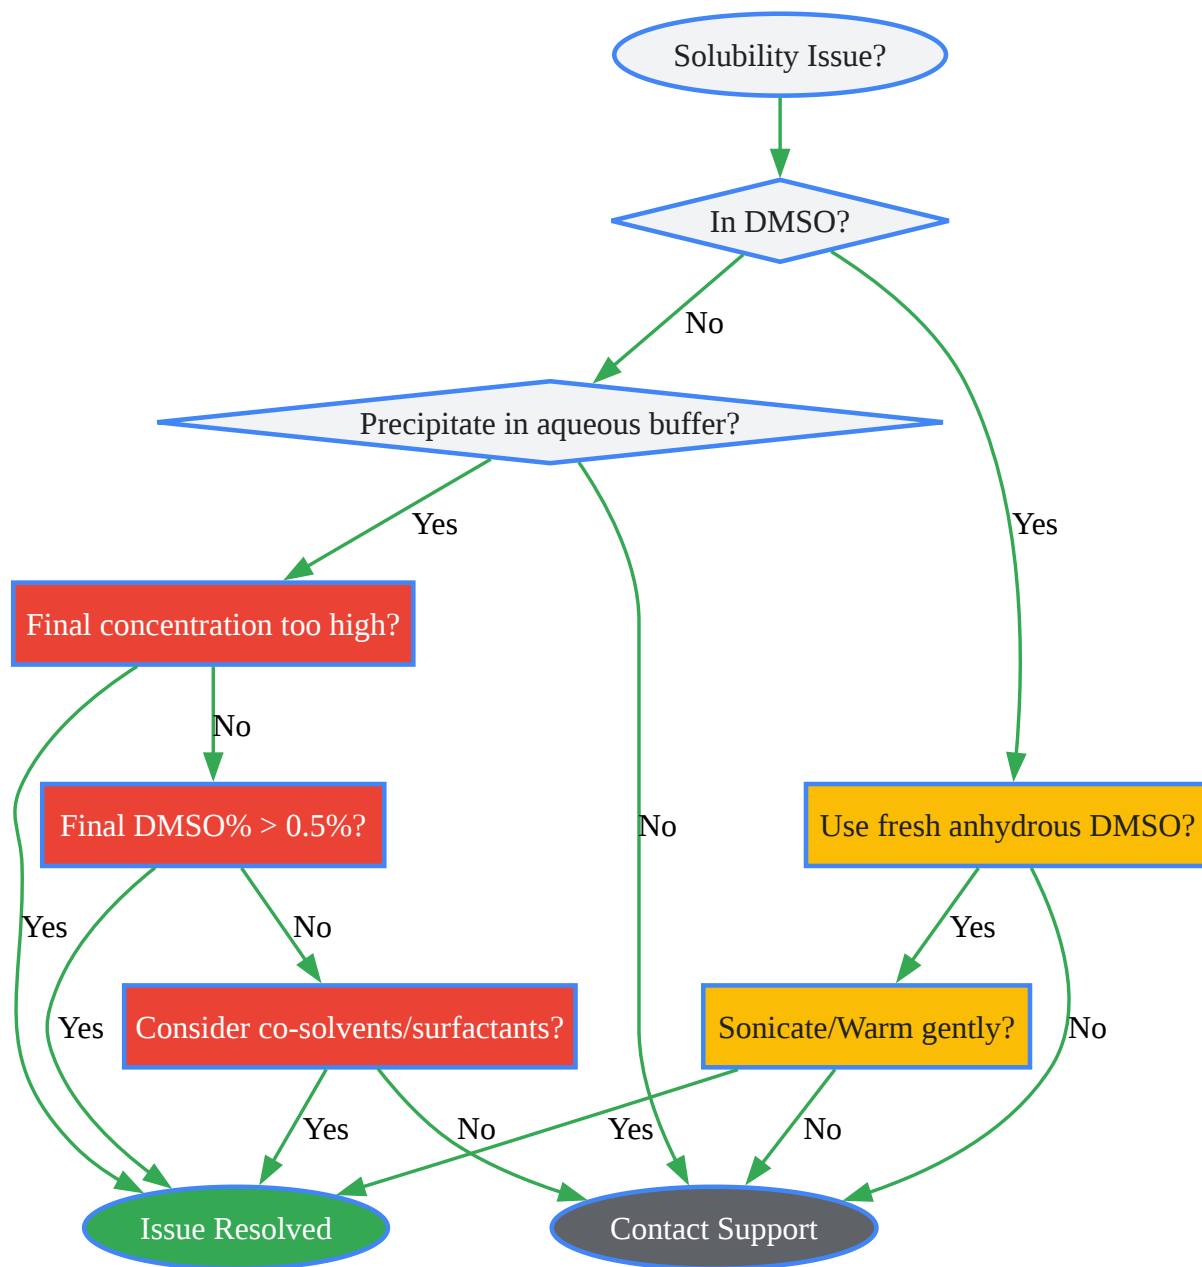 Solubility Issue?
In DMSO?
No
Precipitate in aqueous buffer?
Yes
Yes
Final concentration too high?
No
Final DMSO% > 0.5%?
No
Use fresh anhydrous DMSO?
Yes
No
Yes
Yes
Consider co-solvents/surfactants?
Sonicate/Warm gently?
No
Yes
No
Yes
No
Issue Resolved
Contact Support